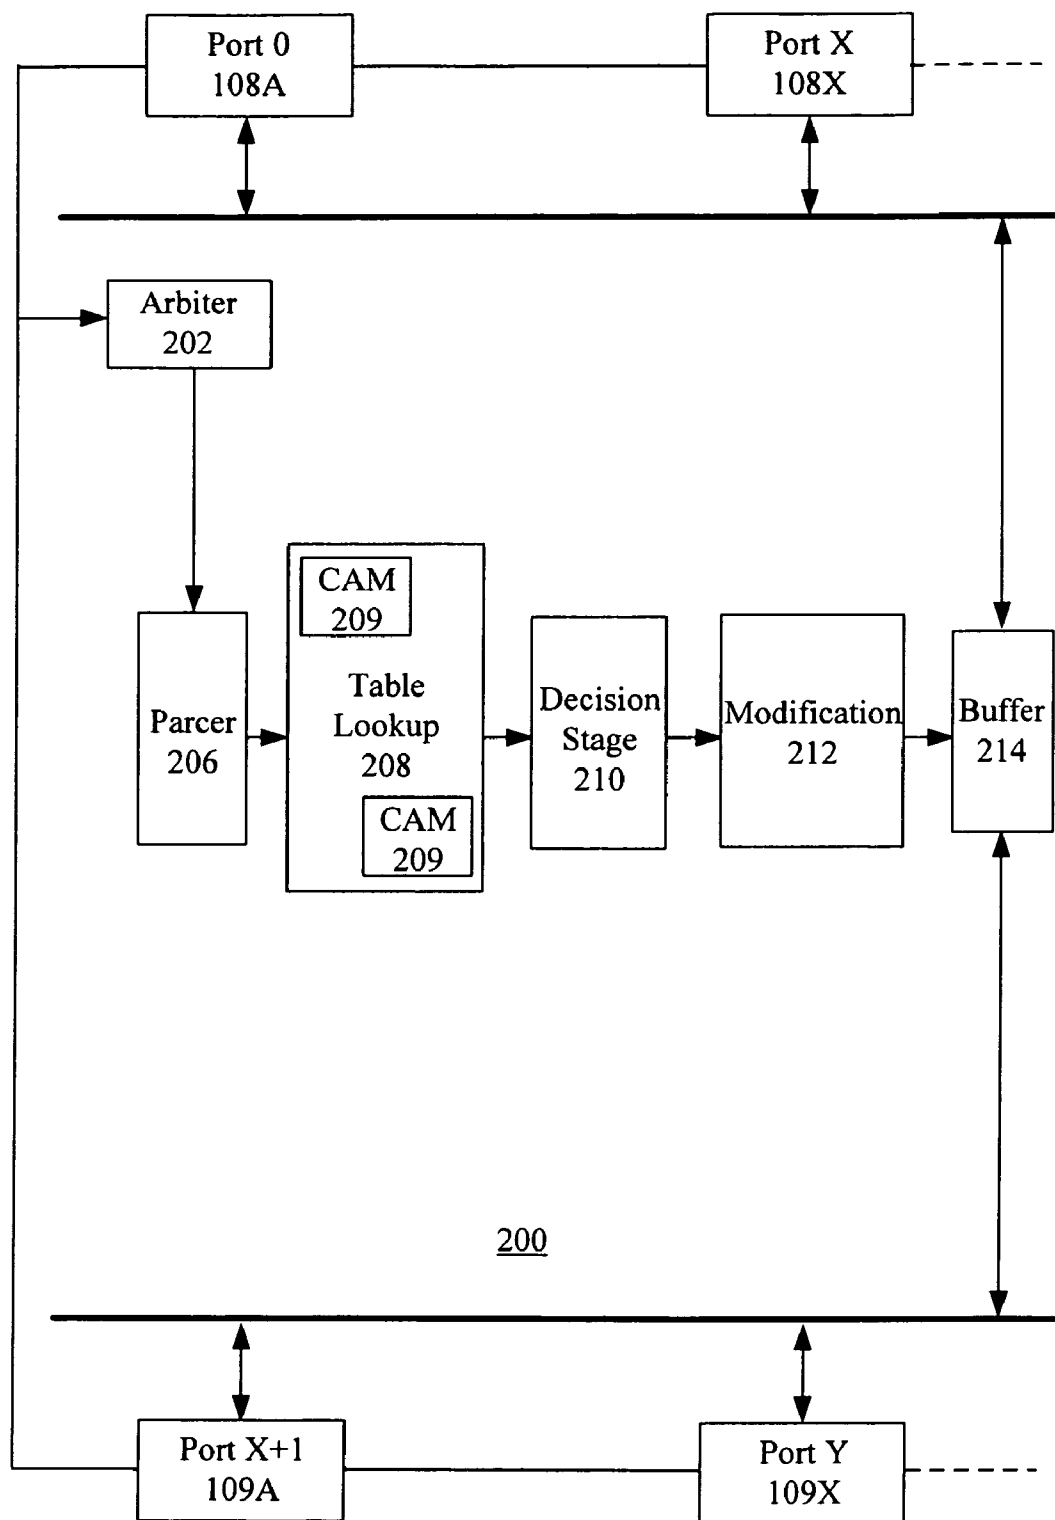 Port 0
108A
Port X
108X
Arbiter
202
CAM
209
Table
Lookup
208
CAM
209
Parcer
206
Decision
Stage
210
Modification
212
Buffer
214
200
Port X+1
109A
Port Y
109X